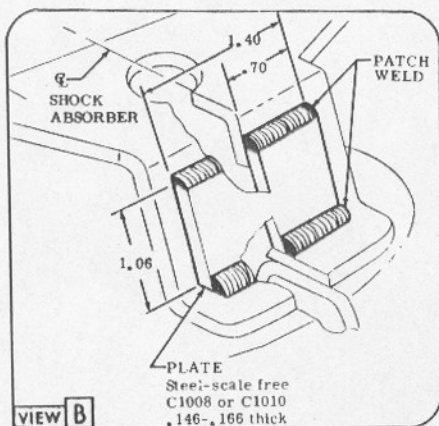 1.40
.70
PATCH
WELD
℄
SHOCK
ABSORBER
1.06
PLATE
Steel-scale free
C1008 or C1010
.146-.166 thick
VIEW B